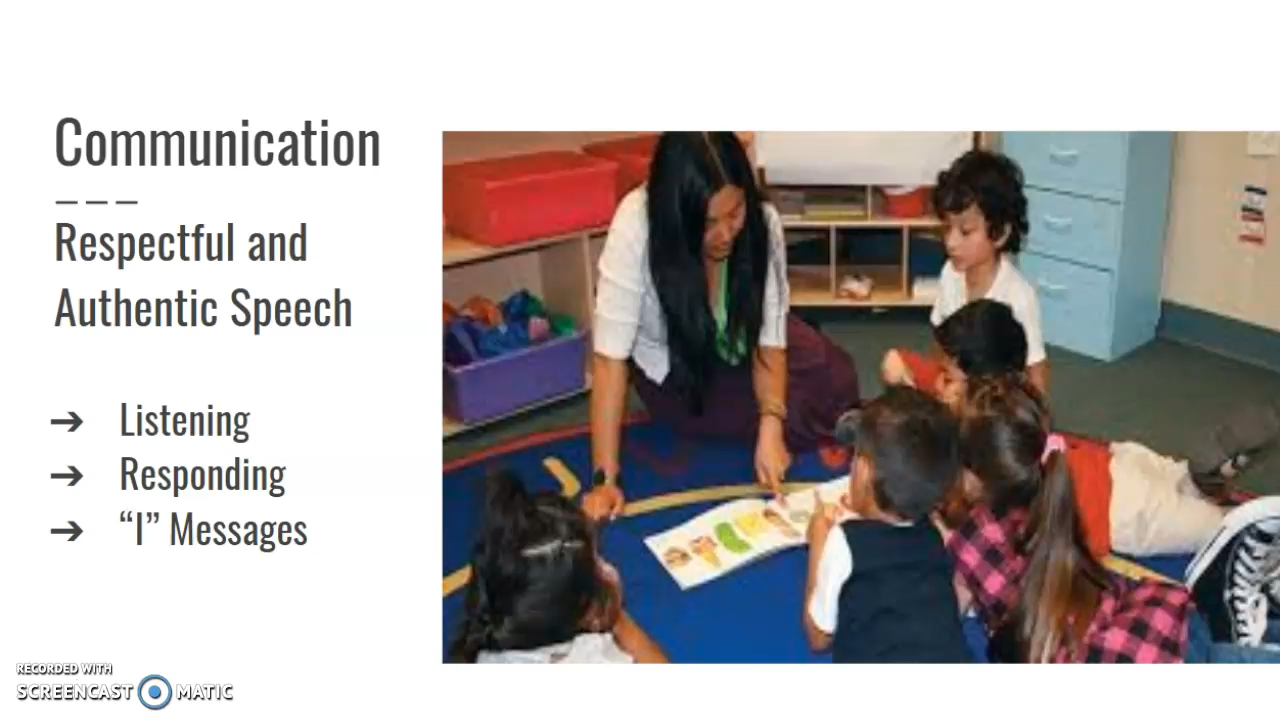 Communication
Respectful and
Authentic Speech
➔ Listening
➔ Responding
➔ “I” Messages
RECORDED WITH
SCREENCAST MATIC